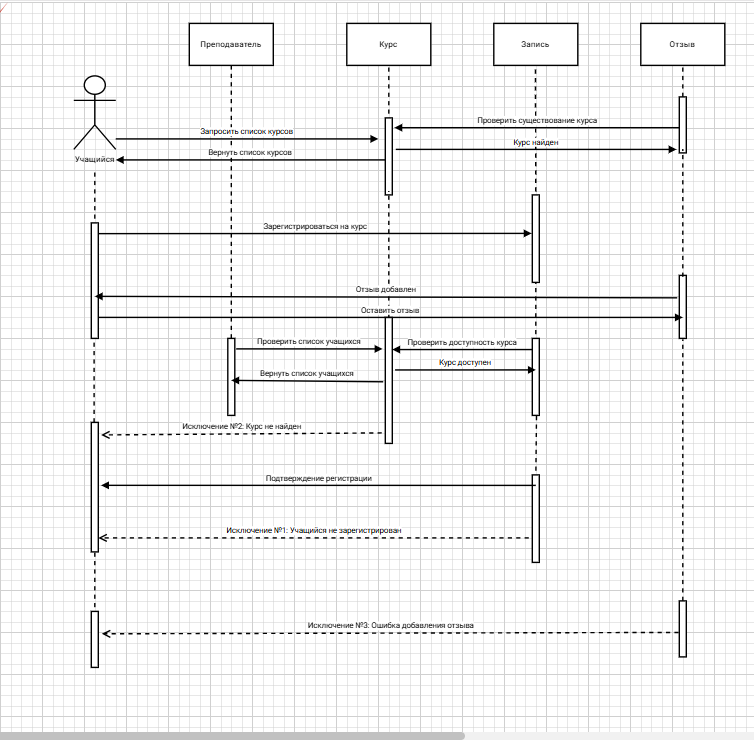 Преподаватель
Курс
Запись
Отзыв
Проверить существование курса
Запросить список курсов
Курс найден
Вернуть список курсов
Учащийся
Зарегистрироваться на курс
Отзыв добавлен
Оставить отзыв
Проверить список учащихся
Проверить доступность курса
Курс доступен
Вернуть список учащихся
Исключение №2: Курс не найден
Подтверждение регистрации
Исключение №1: Учащийся не зарегистрирован
Исключение №3: Ошибка добавления отзыва